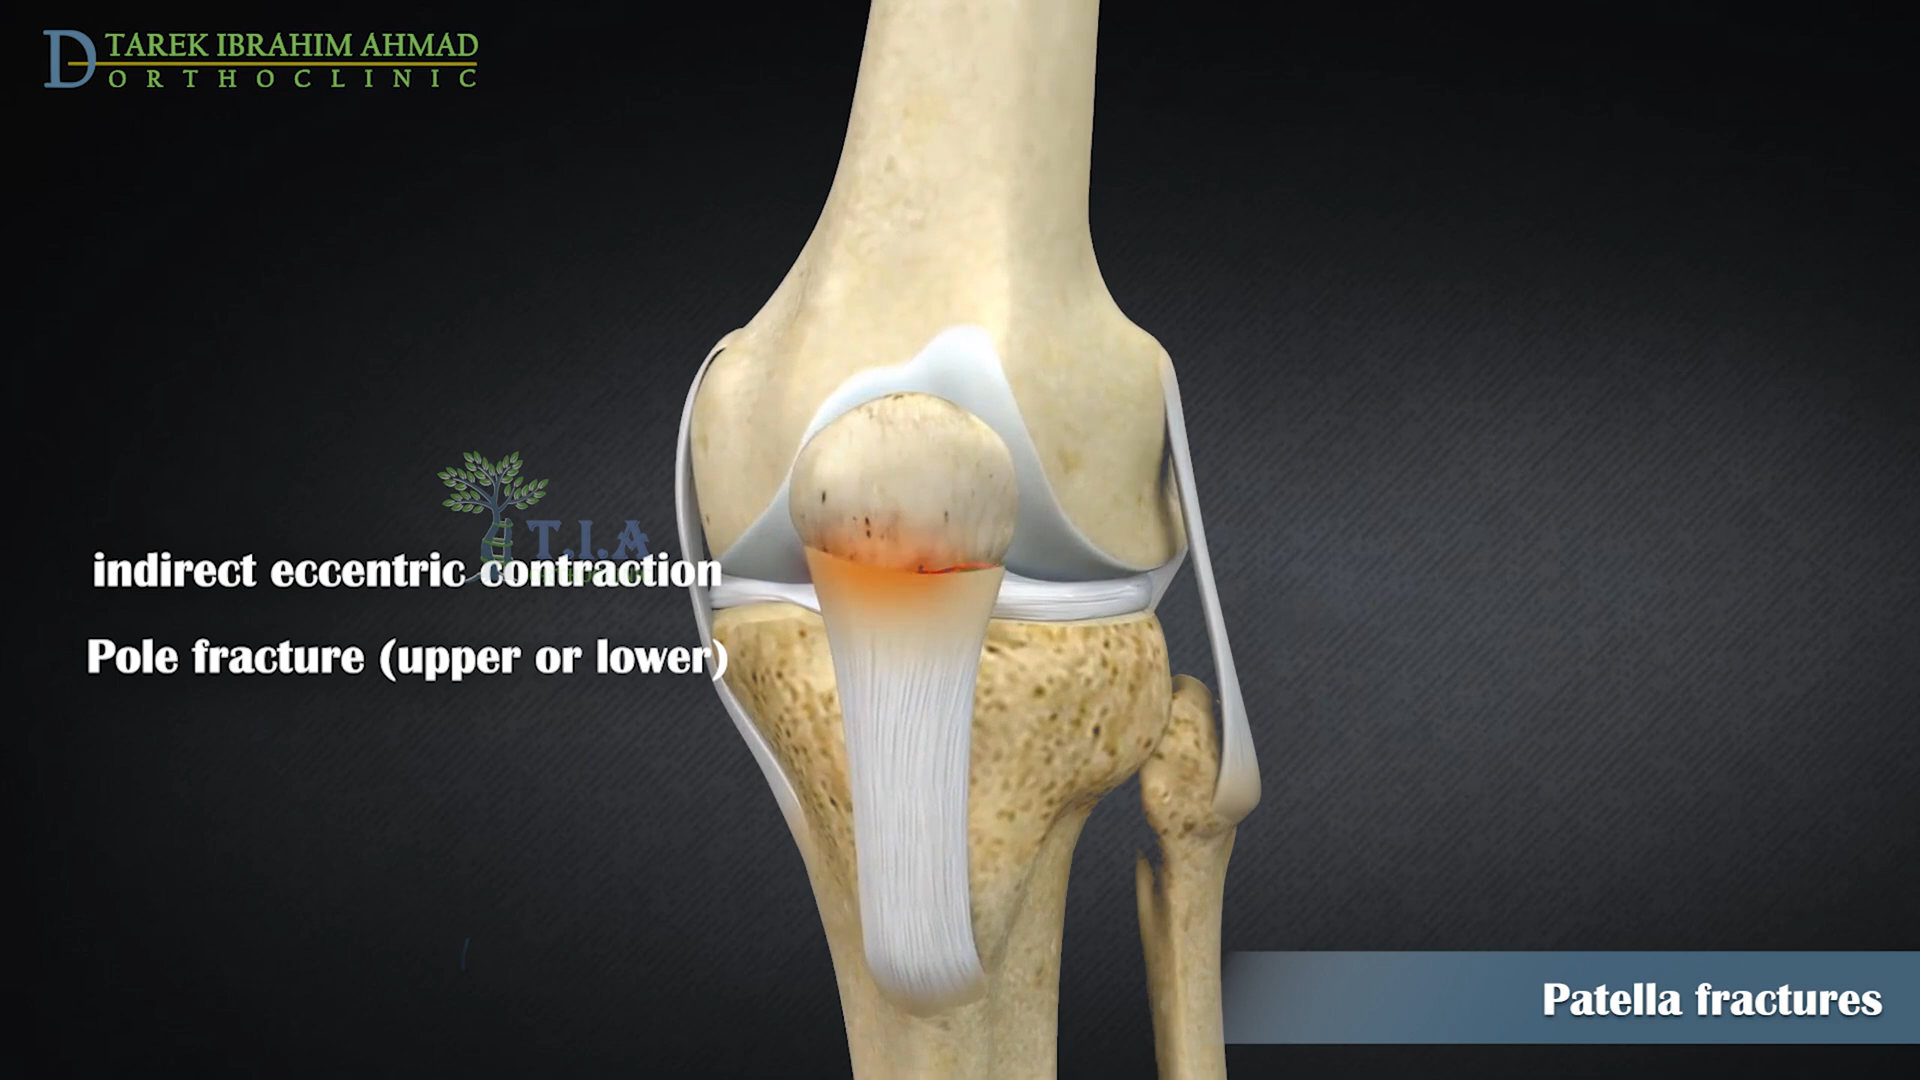 D TAREK IBRAHIM AHMAD
ORTHOCLINIC
T.I.A
indirect eccentric contraction
Pole fracture (upper or lower)
Patella fractures